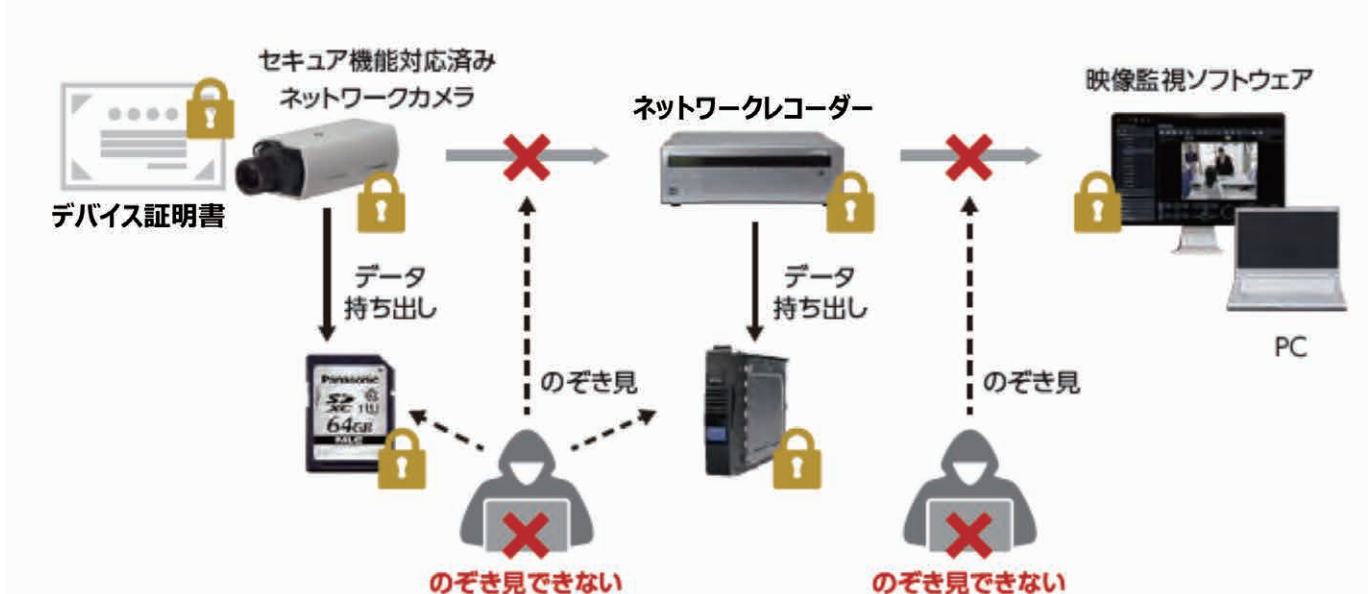 セキュア機能対応済み
ネットワークカメラ
デバイス証明書
ネットワークレコーダー
映像監視ソフトウェア
データ
持ち出し
データ
持ち出し
PC
のぞき見
のぞき見
Panasonic
SD
XC
64GB
MLC
のぞき見できない
のぞき見できない